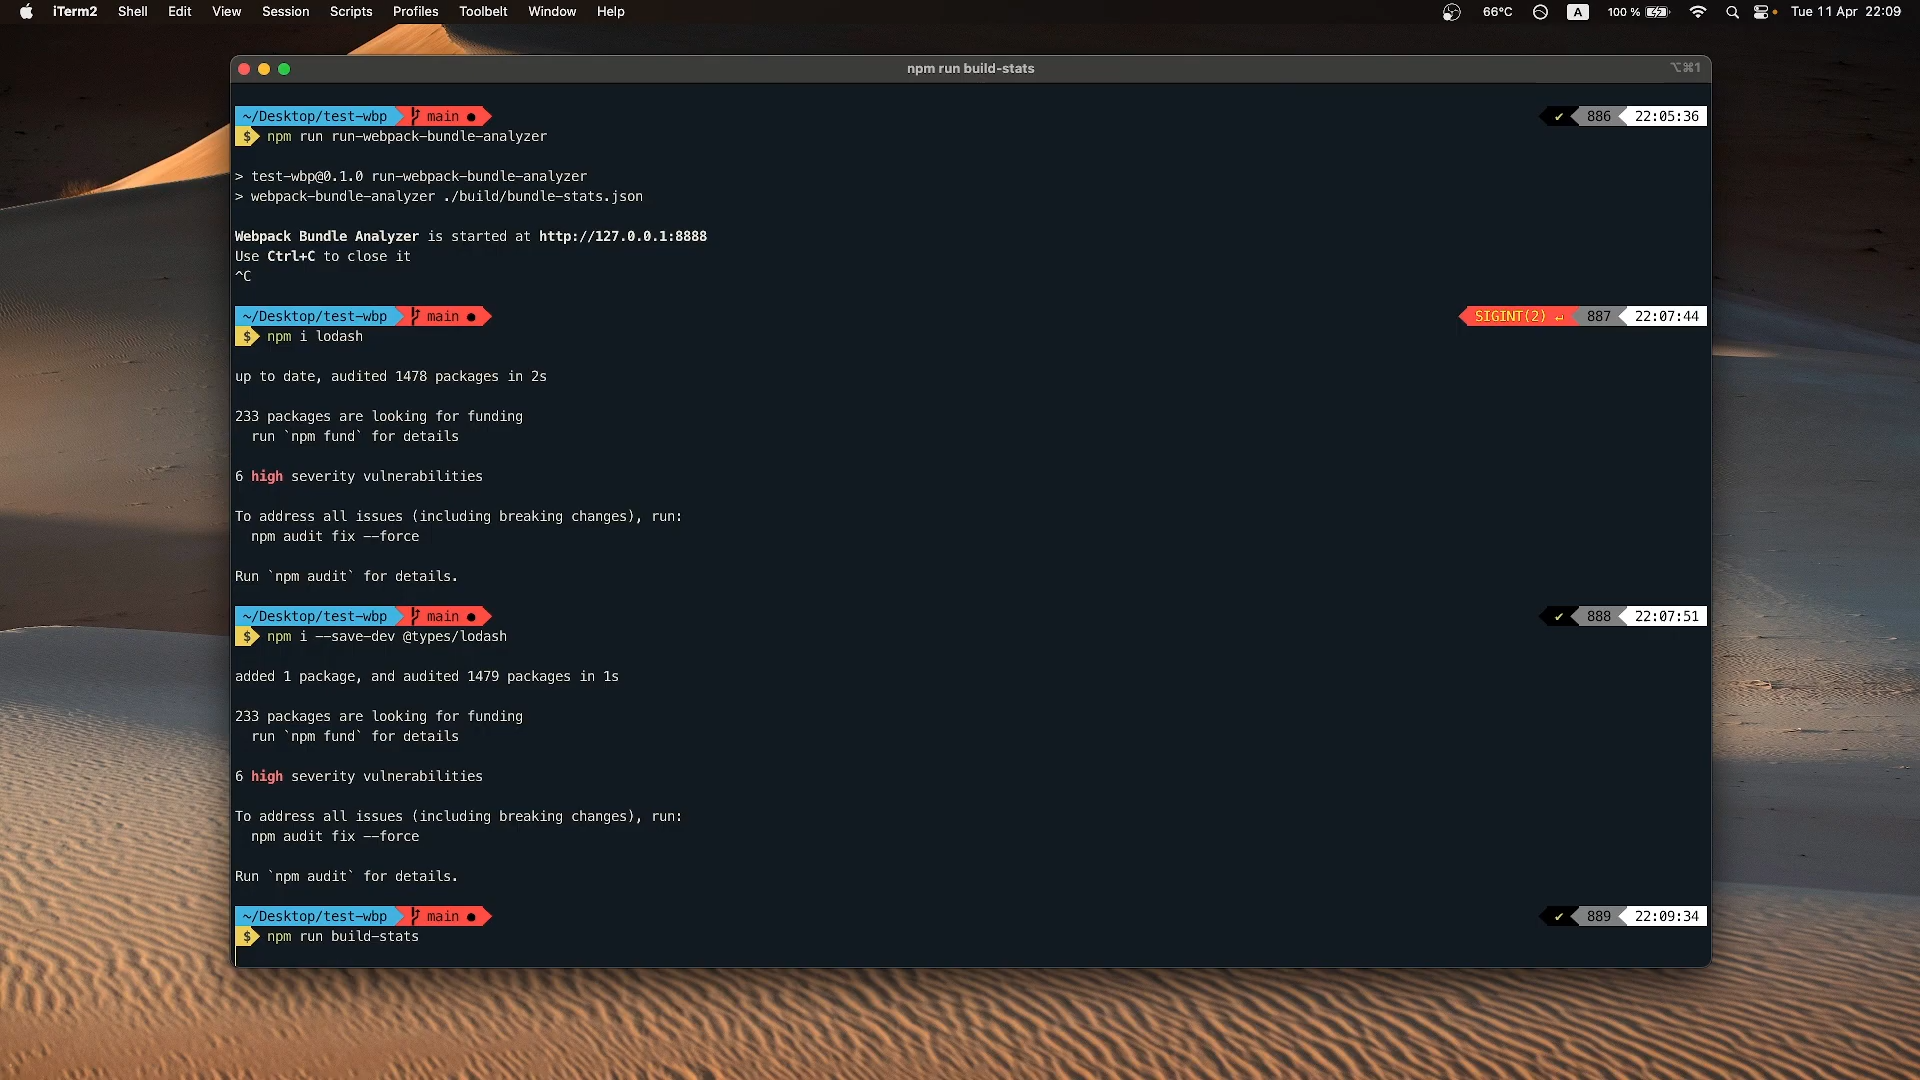 iTerm2 Shell Edit View Session Scripts Profiles Toolbelt Window Help 66°C A 100 % Tue 11 Apr 22:09
npm run build-stats ⌥⌘1
~/Desktop/test-wbp main ● ✔ 886 22:05:36
$ npm run run-webpack-bundle-analyzer
> test-wbp@0.1.0 run-webpack-bundle-analyzer
> webpack-bundle-analyzer ./build/bundle-stats.json
Webpack Bundle Analyzer is started at http://127.0.0.1:8888
Use Ctrl+C to close it
^C
~/Desktop/test-wbp main ● SIGINT(2) ↵ 887 22:07:44
$ npm i lodash
up to date, audited 1478 packages in 2s
233 packages are looking for funding
run `npm fund` for details
6 high severity vulnerabilities
To address all issues (including breaking changes), run:
npm audit fix --force
Run `npm audit` for details.
~/Desktop/test-wbp main ● ✔ 888 22:07:51
$ npm i --save-dev @types/lodash
added 1 package, and audited 1479 packages in 1s
233 packages are looking for funding
run `npm fund` for details
6 high severity vulnerabilities
To address all issues (including breaking changes), run:
npm audit fix --force
Run `npm audit` for details.
~/Desktop/test-wbp main ● ✔ 889 22:09:34
$ npm run build-stats